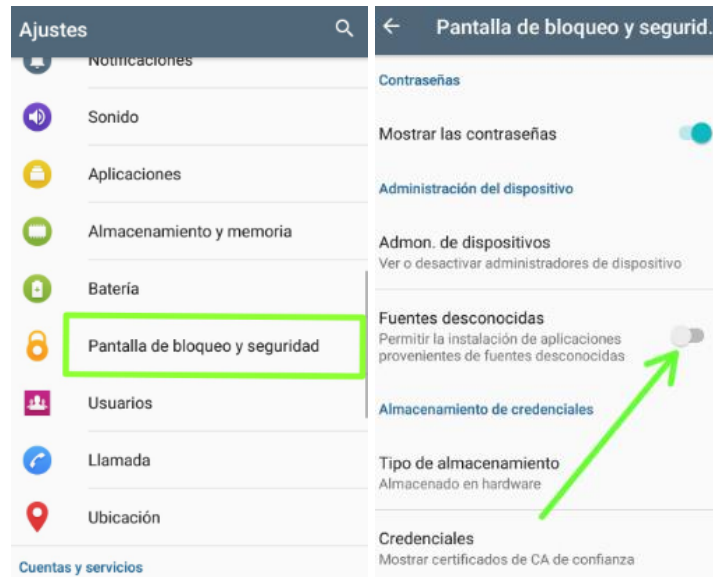 Ajustes
Notificaciones
Sonido
Aplicaciones
Almacenamiento y memoria
Batería
Pantalla de bloqueo y seguridad
Usuarios
Llamada
Ubicación
Cuentas y servicios
Pantalla de bloqueo y segurid.
Contraseñas
Mostrar las contraseñas
Administración del dispositivo
Admon. de dispositivos
Ver o desactivar administradores de dispositivo
Fuentes desconocidas
Permitir la instalación de aplicaciones
provenientes de fuentes desconocidas
Almacenamiento de credenciales
Tipo de almacenamiento
Almacenado en hardware
Credenciales
Mostrar certificados de CA de confianza